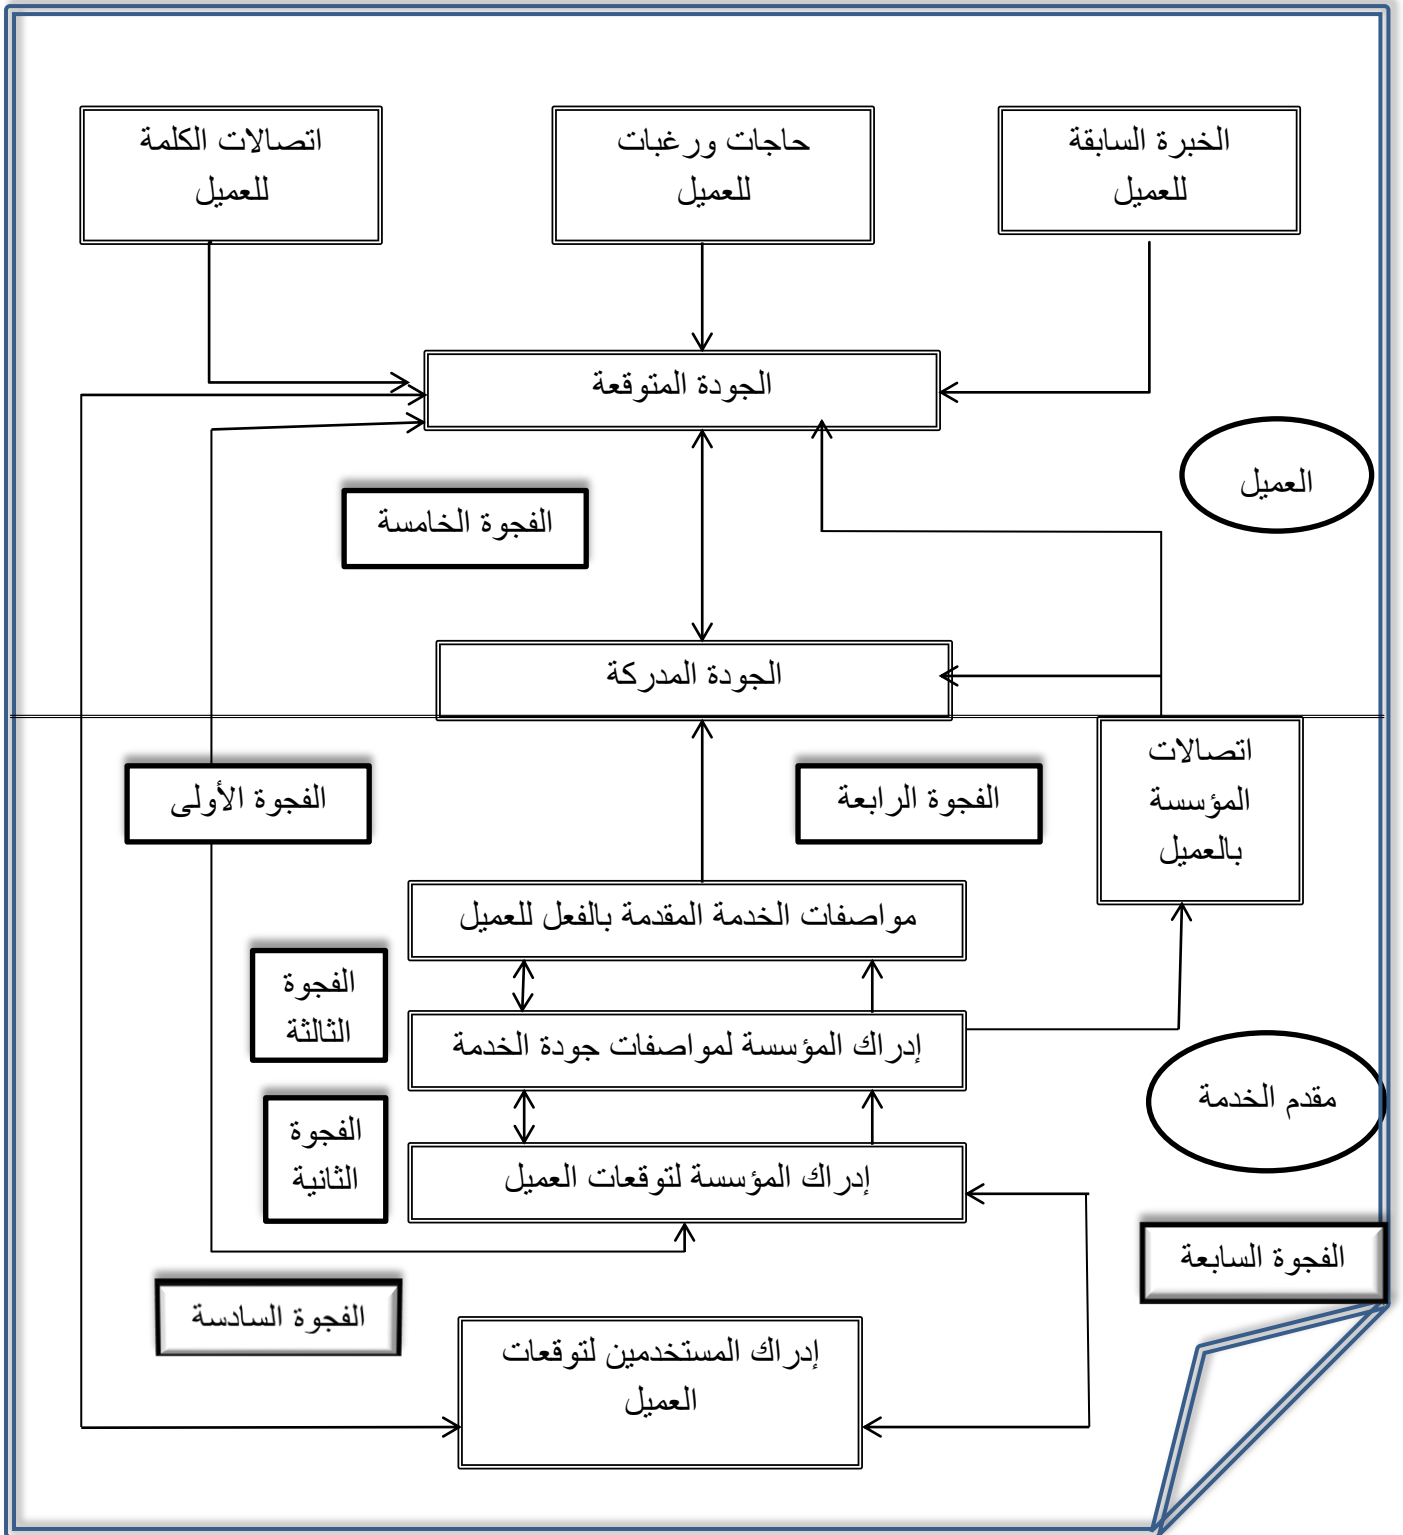 الخبرة السابقة
للعميل
حاجات ورغبات
للعميل
اتصالات الكلمة
للعميل
الجودة المتوقعة
العميل
الفجوة الخامسة
الجودة المدركة
اتصالات
المؤسسة
بالعميل
الفجوة الرابعة
الفجوة الأولى
مواصفات الخدمة المقدمة بالفعل للعميل
الفجوة
الثالثة
إدراك المؤسسة لمواصفات جودة الخدمة
مقدم الخدمة
الفجوة
الثانية
إدراك المؤسسة لتوقعات العميل
الفجوة السابعة
الفجوة السادسة
إدراك المستخدمين لتوقعات
العميل